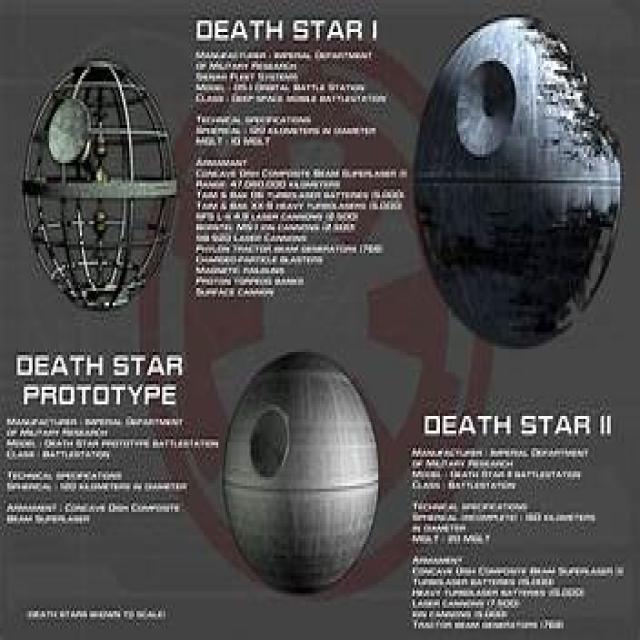 DEATH STAR I
MANUFACTURER : IMPERIAL DEPARTMENT
OF MILITARY RESEARCH
SIENAR FLEET SYSTEMS
MODEL : DS-1 ORBITAL BATTLE STATION
CLASS : DEEP SPACE MOBILE BATTLESTATION
TECHNICAL SPECIFICATIONS
SPHERICAL : 120 KILOMETERS IN DIAMETER
MGLT : 10 MGLT
ARMAMANT
CONCAVE DISH COMPOSITE BEAM SUPERLASER II
RANGE: 47,060,000 KILOMETERS
TAIM & BAK D6 TURBOLASER BATTERIES (5,000)
TAIM & BAK XX-9 HEAVY TURBOLASERS (5,000)
LASER CANNONS (2,500)
BORSTEL MS-1 ION CANNONS (2,500)
SB-920 LASER CANNONS
PHYLON TRACTOR BEAM GENERATORS (768)
CHARGED-PARTICLE BLASTERS
MAGNETIC RAILGUNS
PROTON TORPEDO BANKS
SURFACE CANNON
DEATH STAR
PROTOTYPE
MANUFACTURER : IMPERIAL DEPARTMENT
OF MILITARY RESEARCH
MODEL : DEATH STAR PROTOTYPE BATTLESTATION
CLASS : BATTLESTATION
TECHNICAL SPECIFICATIONS
SPHERICAL : 120 KILOMETERS IN DIAMETER
ARMAMANT : CONCAVE DISH COMPOSITE
BEAM SUPERLASER
DEATH STAR II
MANUFACTURER : IMPERIAL DEPARTMENT
OF MILITARY RESEARCH
MODEL : DEATH STAR II BATTLESTATION
CLASS : BATTLESTATION
TECHNICAL SPECIFICATIONS
SPHERICAL (INCOMPLETE) : 160 KILOMETERS
IN DIAMETER
MGLT : 20 MGLT
ARMAMENT
CONCAVE DISH COMPOSITE BEAM SUPERLASER II
TURBOLASER BATTERIES (15,000)
HEAVY TURBOLASER BATTERIES (15,000)
LASER CANNONS (7,500)
ION CANNONS (5,000)
TRACTOR BEAM GENERATORS (768)
(DEATH STARS SHOWN TO SCALE)